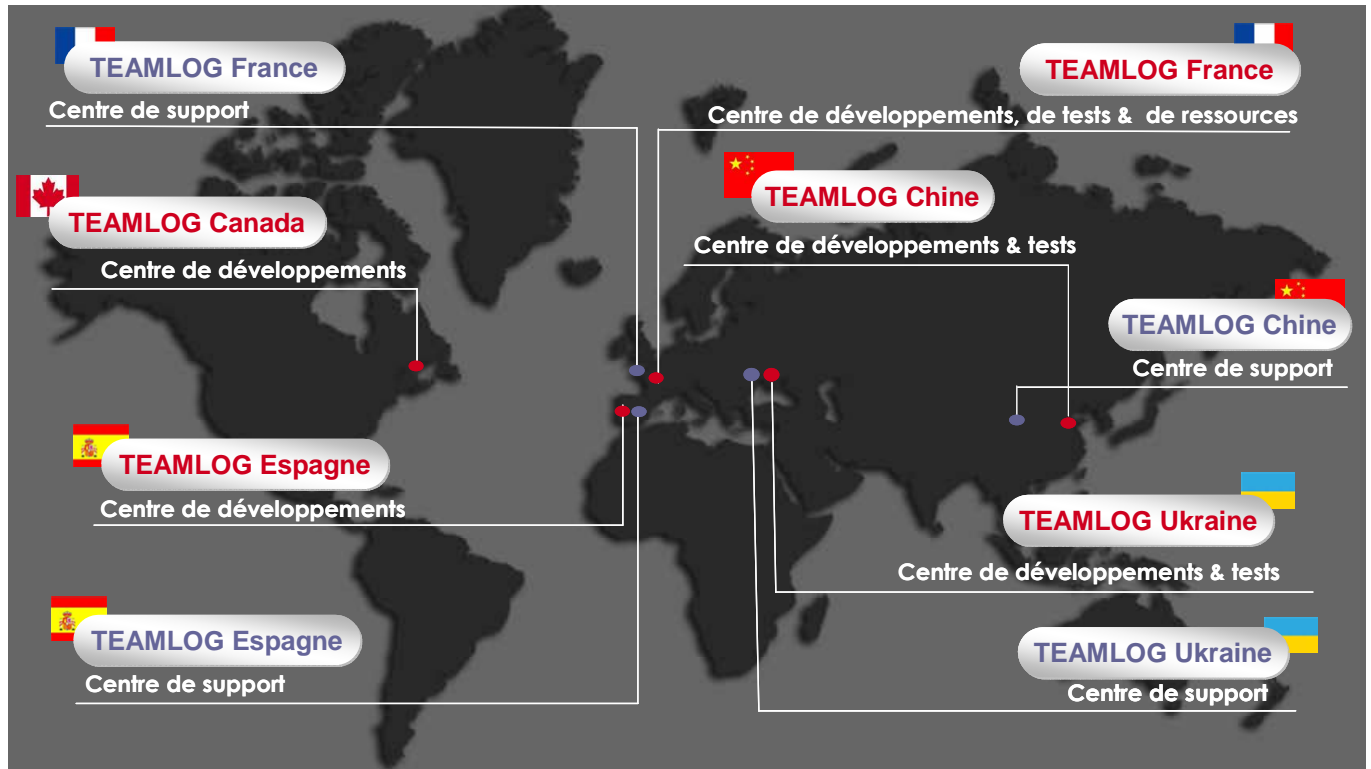 TEAMLOG France
Centre de support
TEAMLOG France
Centre de développements, de tests & de ressources
TEAMLOG Canada
Centre de développements
TEAMLOG Chine
Centre de développements & tests
TEAMLOG Chine
Centre de support
TEAMLOG Espagne
Centre de développements
TEAMLOG Ukraine
Centre de développements & tests
TEAMLOG Espagne
Centre de support
TEAMLOG Ukraine
Centre de support